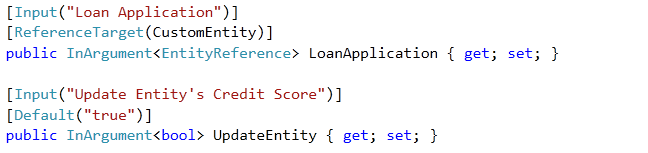 [Input("Loan Application")]
[ReferenceTarget(CustomEntity)]
public InArgument<EntityReference> LoanApplication { get; set; }
[Input("Update Entity's Credit Score")]
[Default("true")]
public InArgument<bool> UpdateEntity { get; set; }